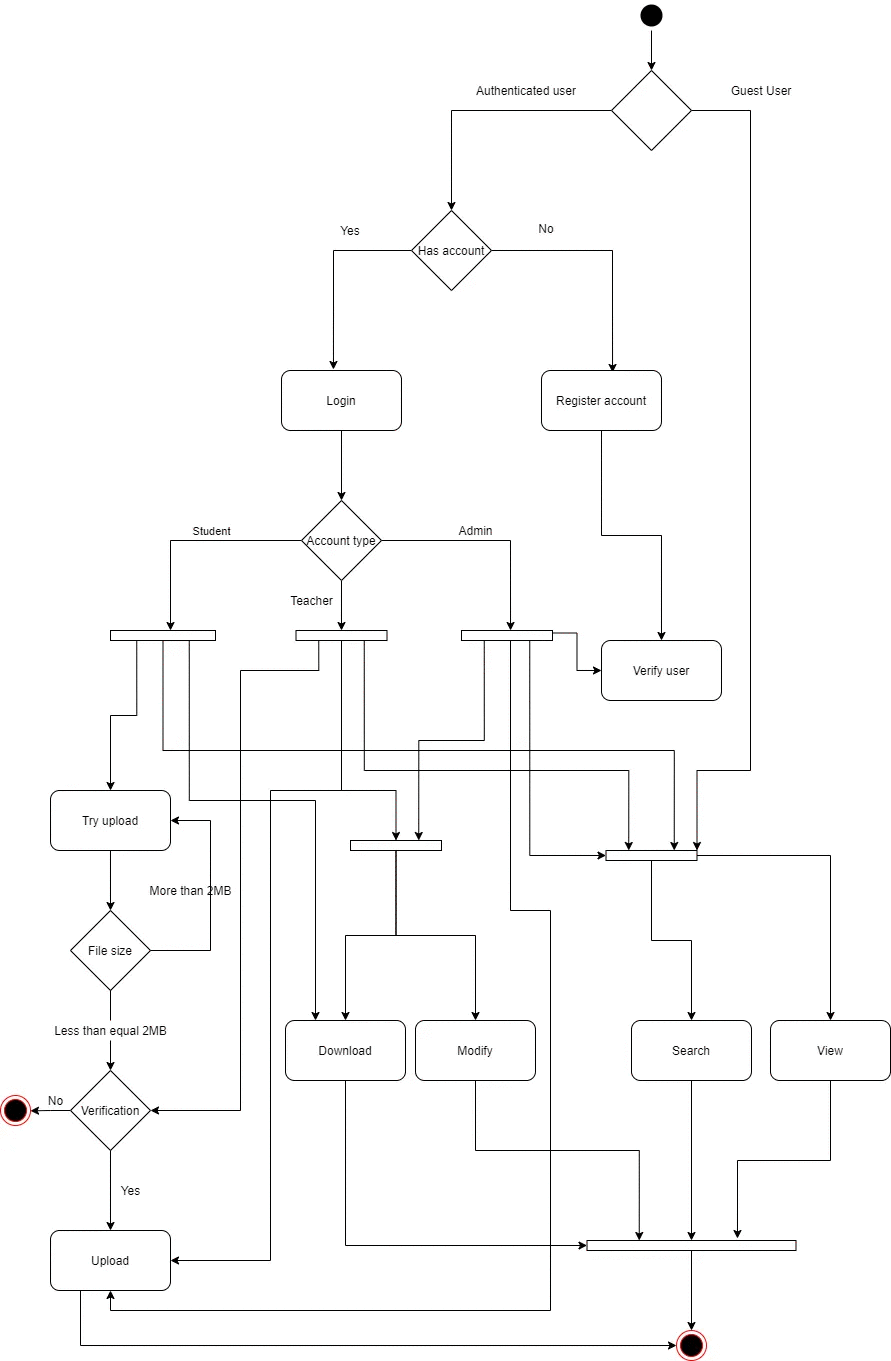 Authenticated user
Guest User
Yes
No
Has account
Login
Register account
Student
Admin
Account type
Teacher
Verify user
Try upload
More than 2MB
File size
Less than equal 2MB
Download
Modify
Search
View
No
Verification
Yes
Upload